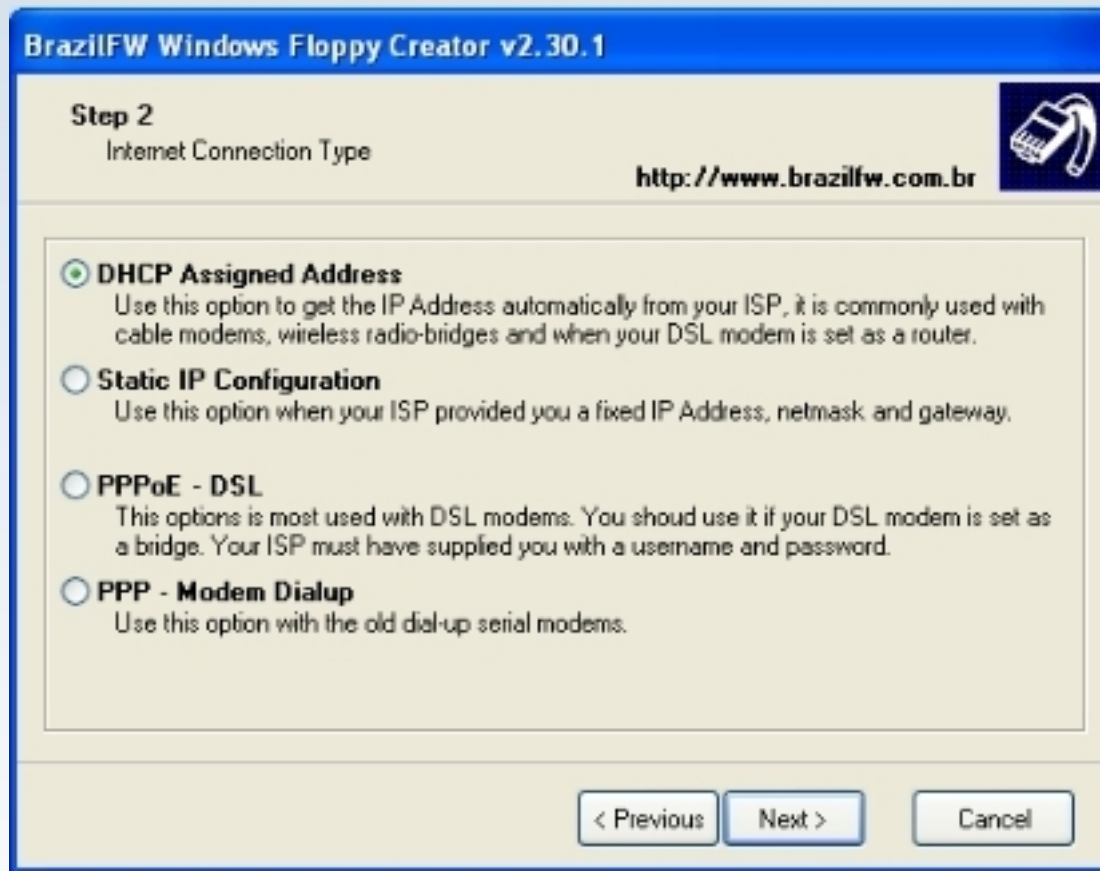 BrazilFW Windows Floppy Creator v2.30.1
Step 2
Internet Connection Type
http://www.brazilfw.com.br
DHCP Assigned Address
Use this option to get the IP Address automatically from your ISP, it is commonly used with
cable modems, wireless radio-bridges and when your DSL modem is set as a router.
Static IP Configuration
Use this option when your ISP provided you a fixed IP Address, netmask and gateway.
PPPoE - DSL
This options is most used with DSL modems. You shoud use it if your DSL modem is set as
a bridge. Your ISP must have supplied you with a username and password.
PPP - Modem Dialup
Use this option with the old dial-up serial modems.
< Previous
Next >
Cancel